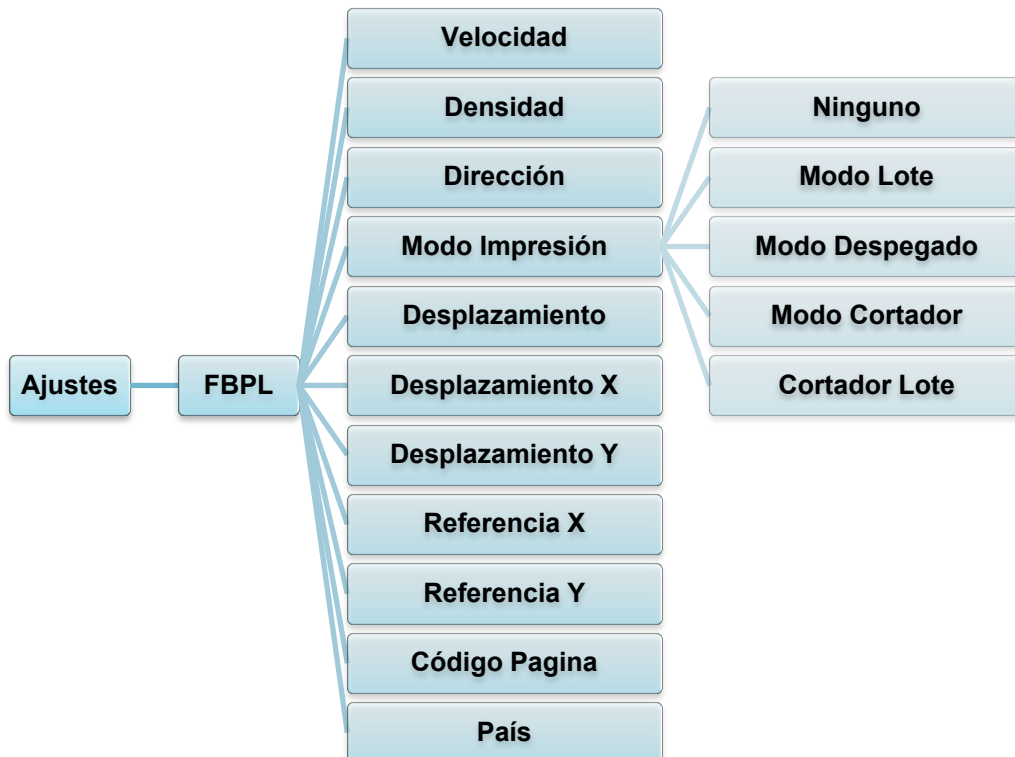 Ajustes
FBPL
Velocidad
Densidad
Dirección
Modo Impresión
Desplazamiento
Desplazamiento X
Desplazamiento Y
Referencia X
Referencia Y
Código Pagina
País
Ninguno
Modo Lote
Modo Despegado
Modo Cortador
Cortador Lote